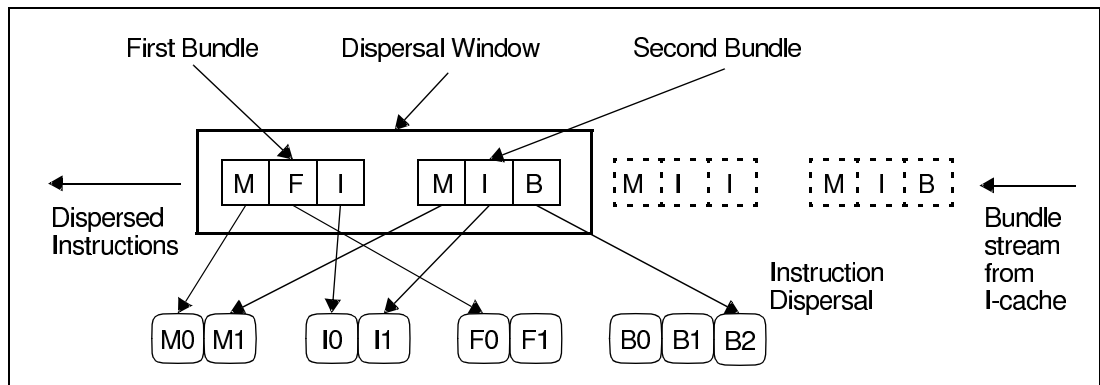 First Bundle Dispersal Window Second Bundle
M F I M I B M I I M I B
Dispersed
Instructions
Bundle
stream
from
I-cache
Instruction
Dispersal
M0 M1 I0 I1 F0 F1 B0 B1 B2